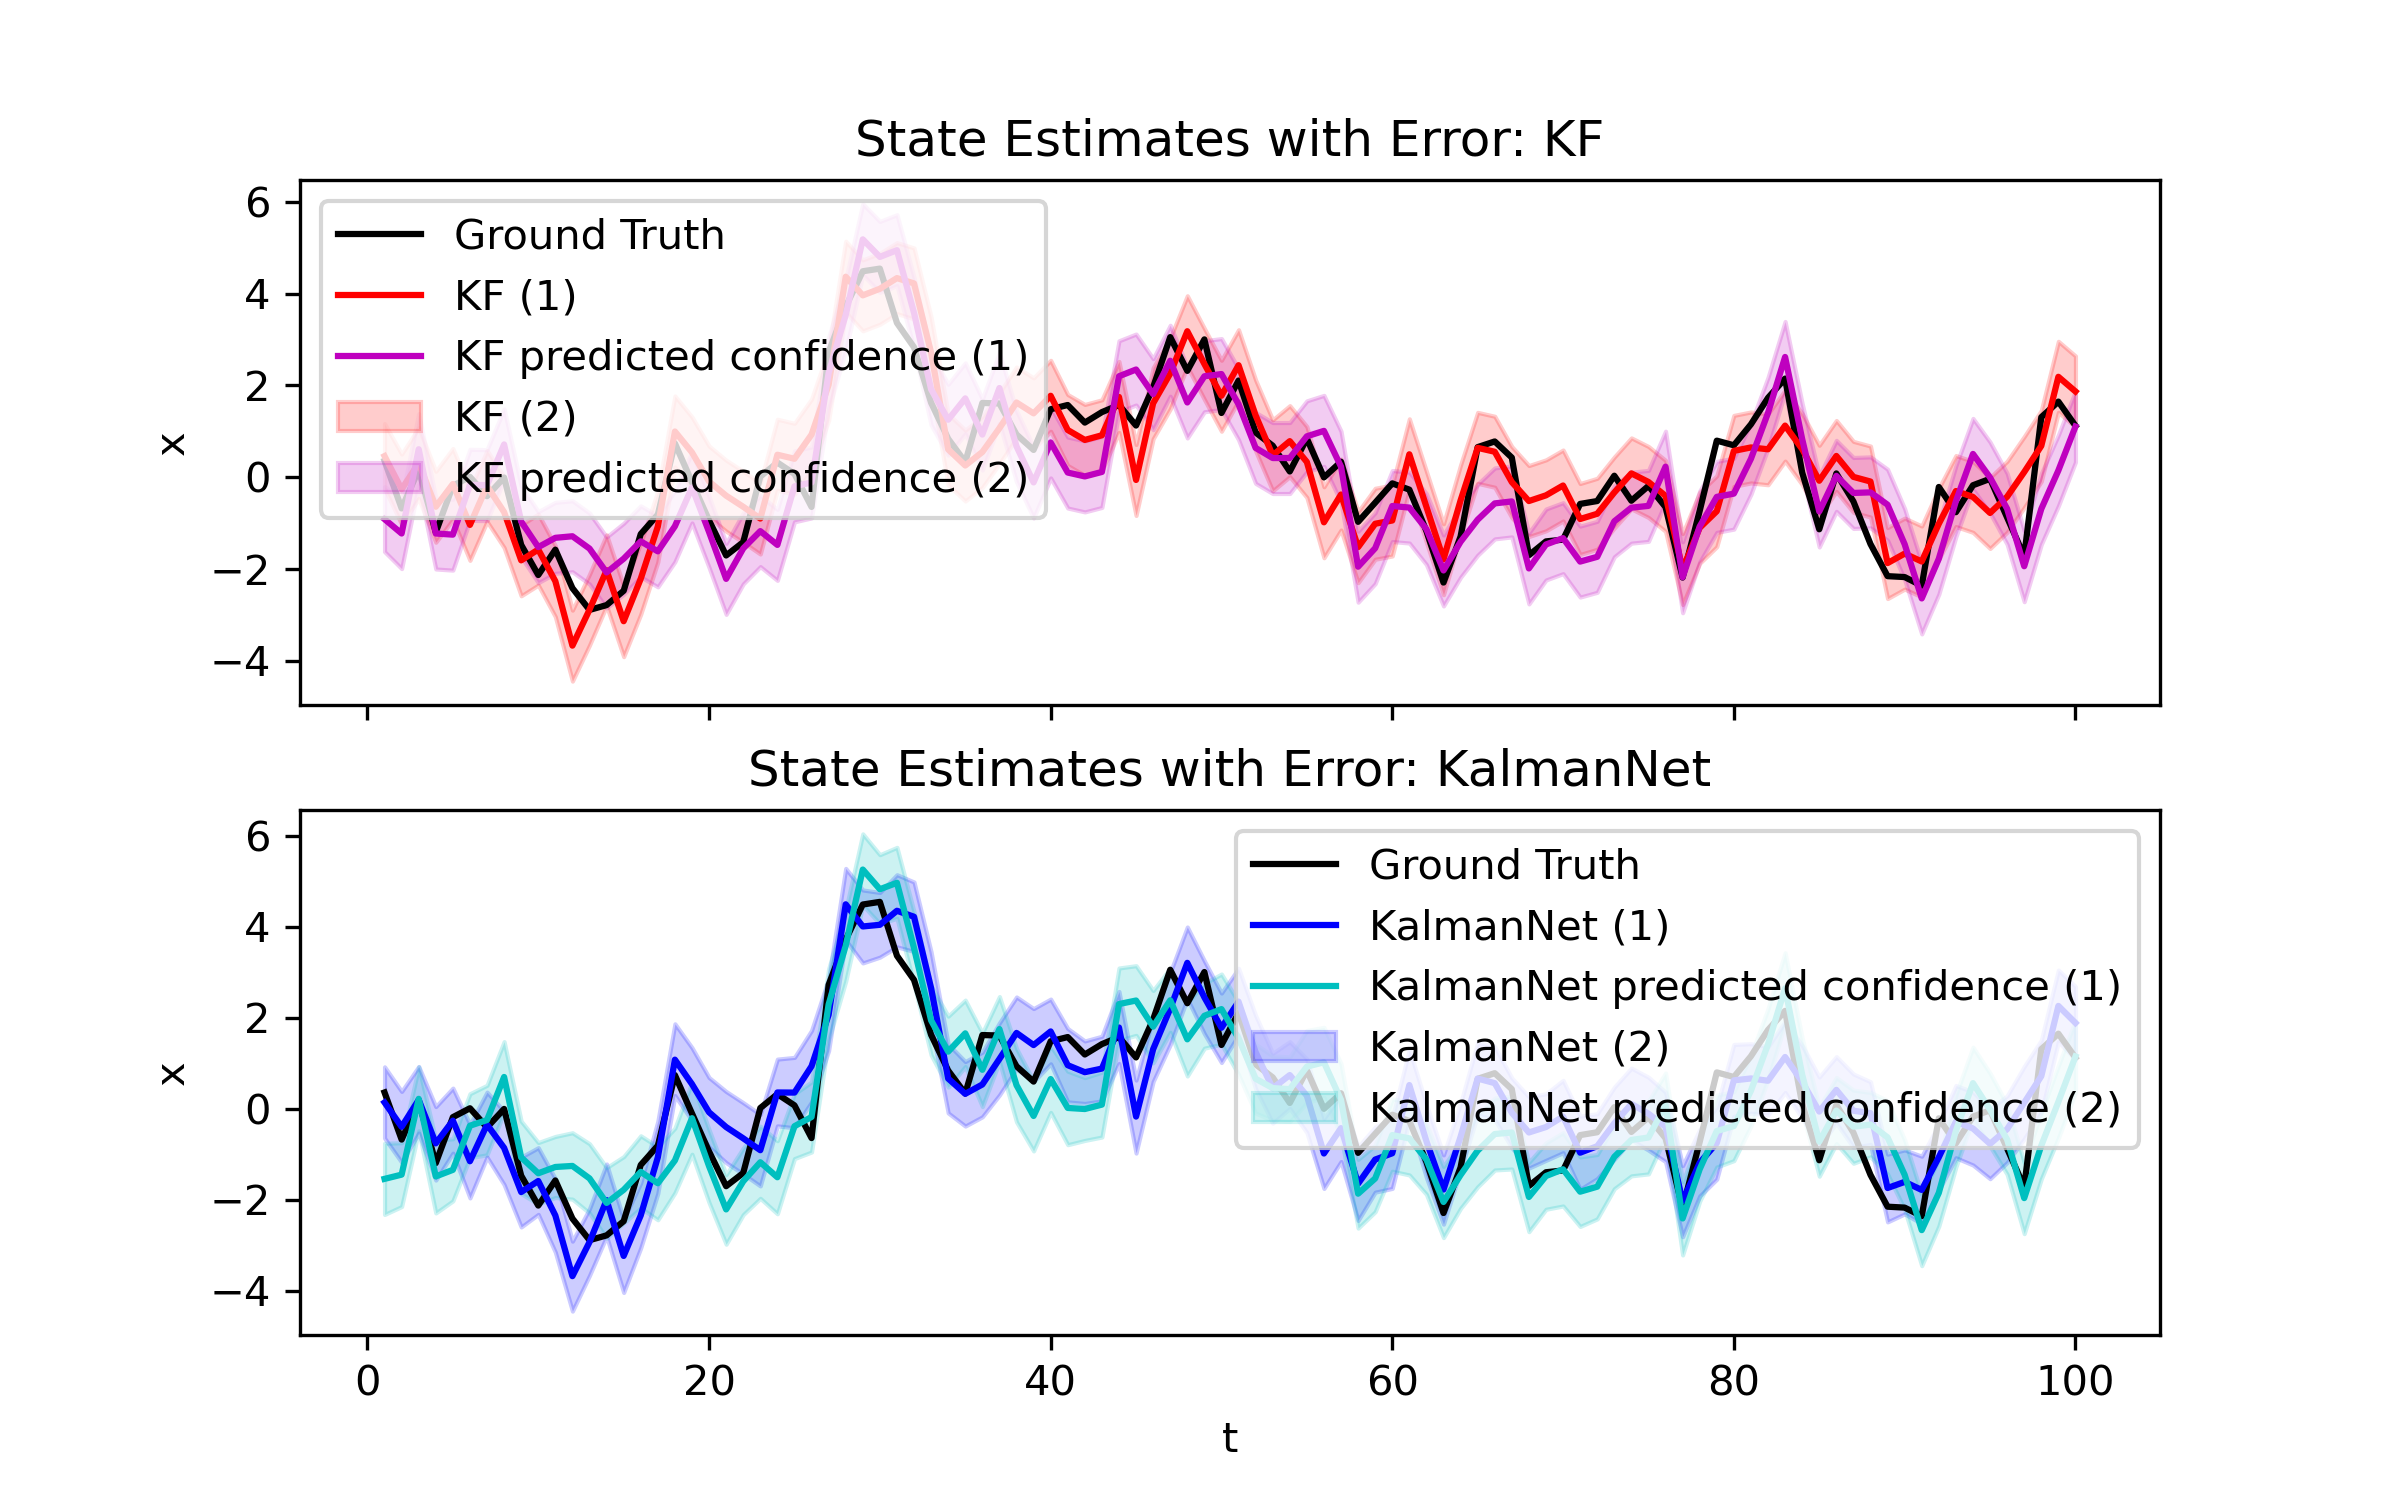 State Estimates with Error: KF
6
4
2
0
−2
−4
x
Ground Truth
KF (1)
KF predicted confidence (1)
KF (2)
KF predicted confidence (2)
State Estimates with Error: KalmanNet
6
4
2
0
−2
−4
x
Ground Truth
KalmanNet (1)
KalmanNet predicted confidence (1)
KalmanNet (2)
KalmanNet predicted confidence (2)
0 20 40 60 80 100
t